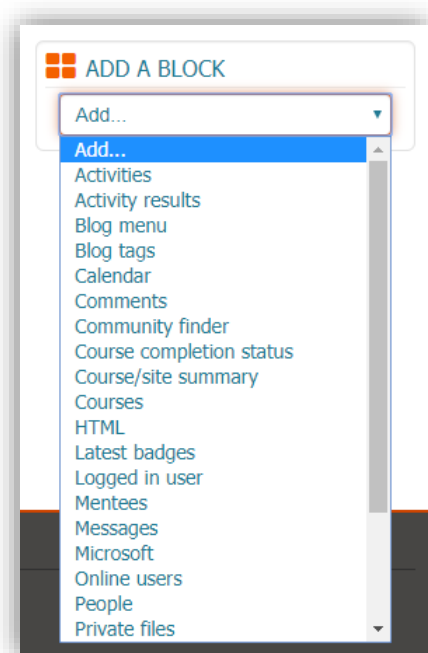 ADD A BLOCK
Add...
Add...
Activities
Activity results
Blog menu
Blog tags
Calendar
Comments
Community finder
Course completion status
Course/site summary
Courses
HTML
Latest badges
Logged in user
Mentees
Messages
Microsoft
Online users
People
Private files